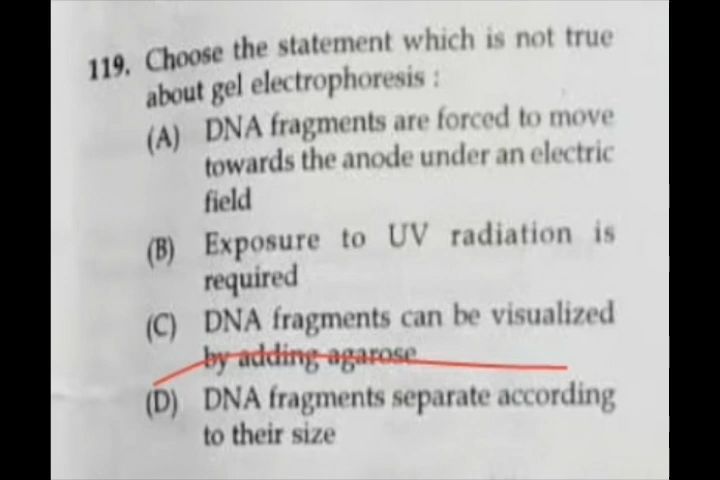 119. Choose the statement which is not true
about gel electrophoresis :
(A) DNA fragments are forced to move
towards the anode under an electric
field
(B) Exposure to UV radiation is
required
(C) DNA fragments can be visualized
by adding agarose
(D) DNA fragments separate according
to their size